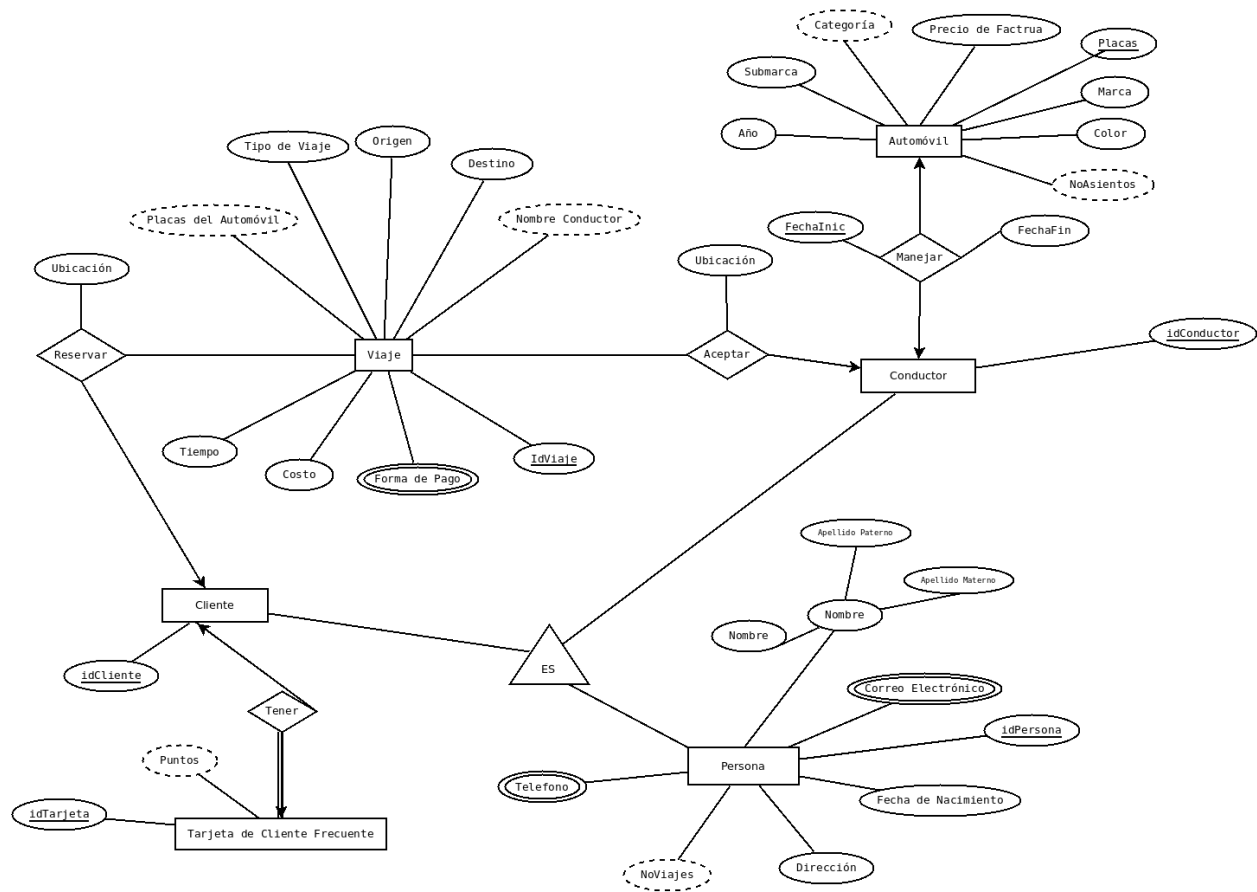 Categoría
Precio de Factrua
Placas
Submarca
Marca
Año
Automóvil
Color
NoAsientos
Tipo de Viaje
Origen
Destino
Placas del Automóvil
Nombre Conductor
FechaInic
FechaFin
Manejar
Ubicación
Ubicación
Reservar
Viaje
Aceptar
Conductor
idConductor
Tiempo
Costo
Forma de Pago
IdViaje
Apellido Paterno
Apellido Materno
Nombre
Nombre
Cliente
idCliente
ES
Tener
Correo Electrónico
idPersona
Puntos
Persona
Telefono
Fecha de Nacimiento
idTarjeta
Tarjeta de Cliente Frecuente
NoViajes
Dirección